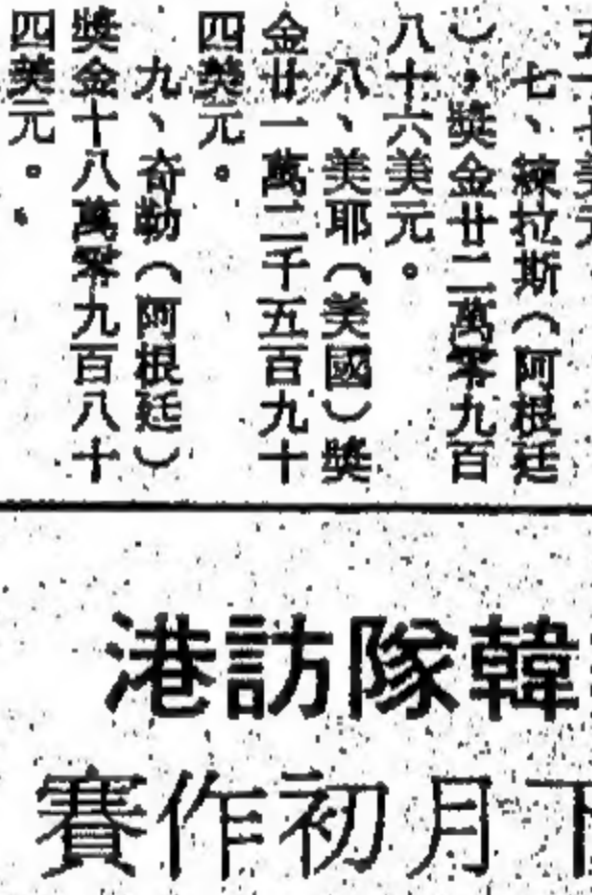 七、練拉斯（阿根廷
），獎金廿二萬零九百
八十六美元。
八、美耶（美國）獎
金廿一萬二千五百九十
四美元。
九、奇勒（阿根廷）
獎金十八萬零九百八十
四美元。
韓隊訪港
下月初作賽